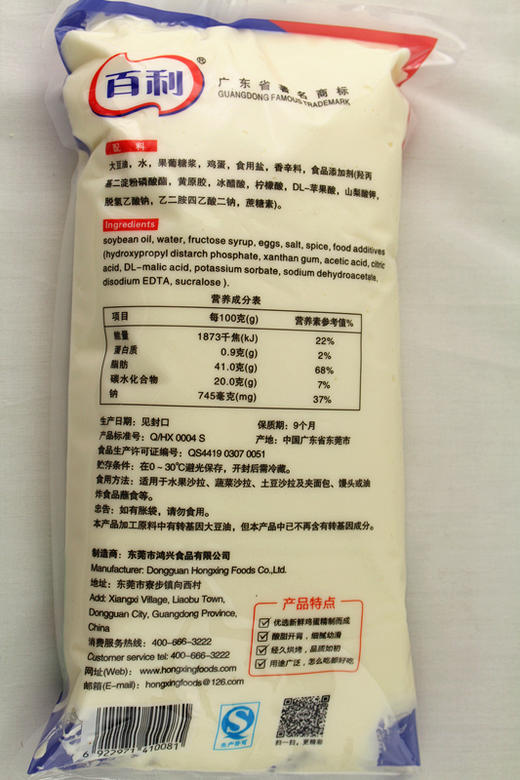 百利®
广东省著名商标
GUANGDONG FAMOUS TRADEMARK
配料
大豆油，水，果葡糖浆，鸡蛋，食用盐，香辛料，食品添加剂(羟丙
基二淀粉磷酸酯，黄原胶，冰醋酸，柠檬酸，DL-苹果酸，山梨酸钾，
脱氢乙酸钠，乙二胺四乙酸二钠，蔗糖素)。
Ingredients
soybean oil, water, fructose syrup, eggs, salt, spice, food additives
(hydroxypropyl distarch phosphate, xanthan gum, acetic acid, citric
acid, DL-malic acid, potassium sorbate, sodium dehydroacetate,
disodium EDTA, sucralose ).
营养成分表
项目 每100克(g) 营养素参考值%
能量 1873千焦(kJ) 22%
蛋白质 0.9克(g) 2%
脂肪 41.0克(g) 68%
碳水化合物 20.0克(g) 7%
钠 745毫克(mg) 37%
生产日期：见封口 保质期：9个月
产品标准号：Q/HX 0004 S 产地：中国广东省东莞市
食品生产许可证编号：QS4419 0307 0051
贮存条件：在0～30℃避光保存，开封后需冷藏。
食用方法：适用于水果沙拉、蔬菜沙拉、土豆沙拉及夹面包、馒头或油
炸食品蘸食等。
忠告：如有胀袋，请勿食用。
本产品加工原料中有转基因大豆油，但本产品中已不再含有转基因成分。
制造商：东莞市鸿兴食品有限公司
Manufacturer: Dongguan Hongxing Foods Co.,Ltd.
地址：东莞市寮步镇向西村
Add: Xiangxi Village, Liaobu Town,
Dongguan City, Guangdong Province,
China
消费服务热线：400-666-3222
Customer service tel: 400-666-3222
网址(Web)：www.hongxingfoods.com
邮箱(E-mail)：hongxingfoods@126.com
产品特点
优选新鲜鸡蛋精制而成
酸甜开胃，细腻幼滑
轻久烘烤，品质如初
用途广泛，怎么吃都好吃
6 922971 410081
QS
生产许可
扫一扫，更精彩